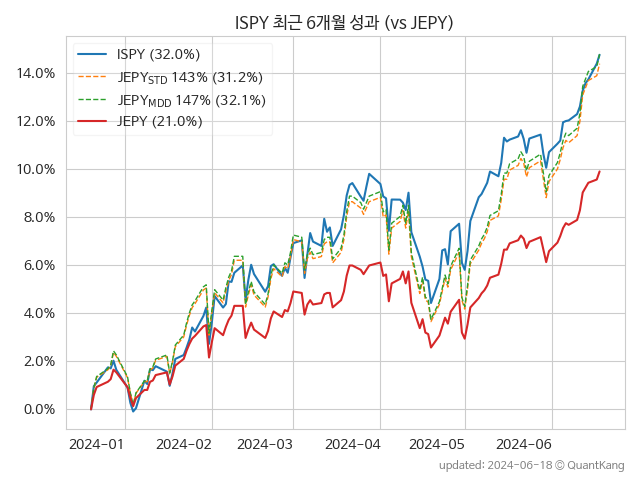 ISPY 최근 6개월 성과 (vs JEPY)
ISPY (32.0%)
JEPYSTD 143% (31.2%)
JEPYMDD 147% (32.1%)
JEPY (21.0%)
14.0%
12.0%
10.0%
8.0%
6.0%
4.0%
2.0%
0.0%
2024-01 2024-02 2024-03 2024-04 2024-05 2024-06
updated: 2024-06-18 © QuantKang